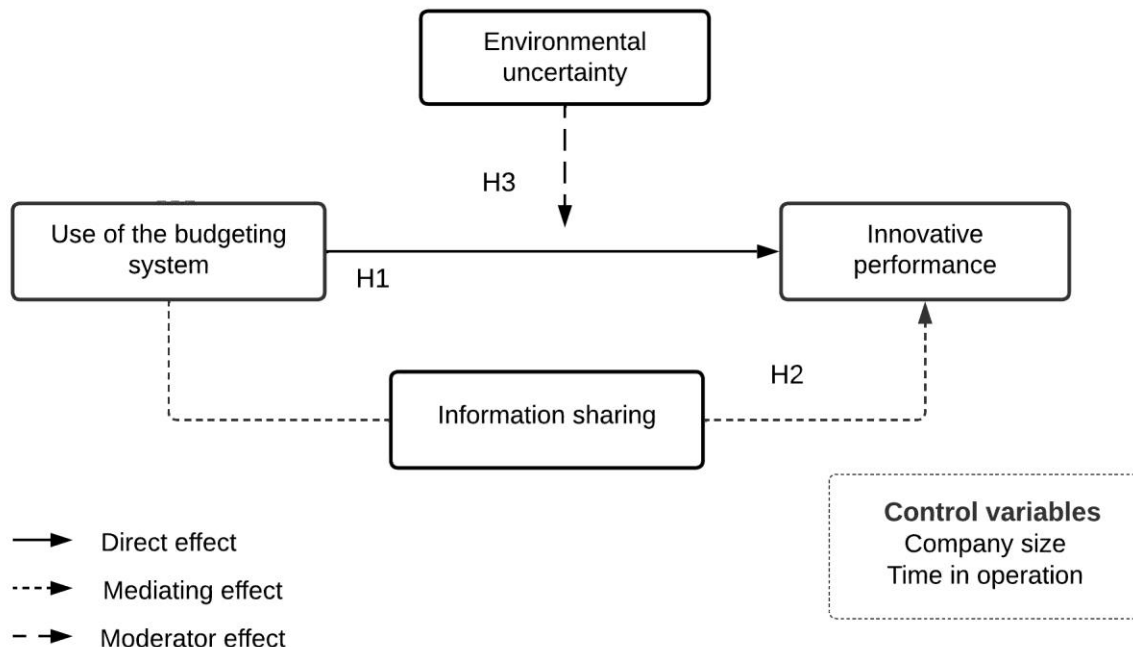 Environmental
uncertainty
H3
Use of the budgeting
system
H1
Innovative
performance
H2
Information sharing
Control variables
Company size
Time in operation
Direct effect
Mediating effect
Moderator effect